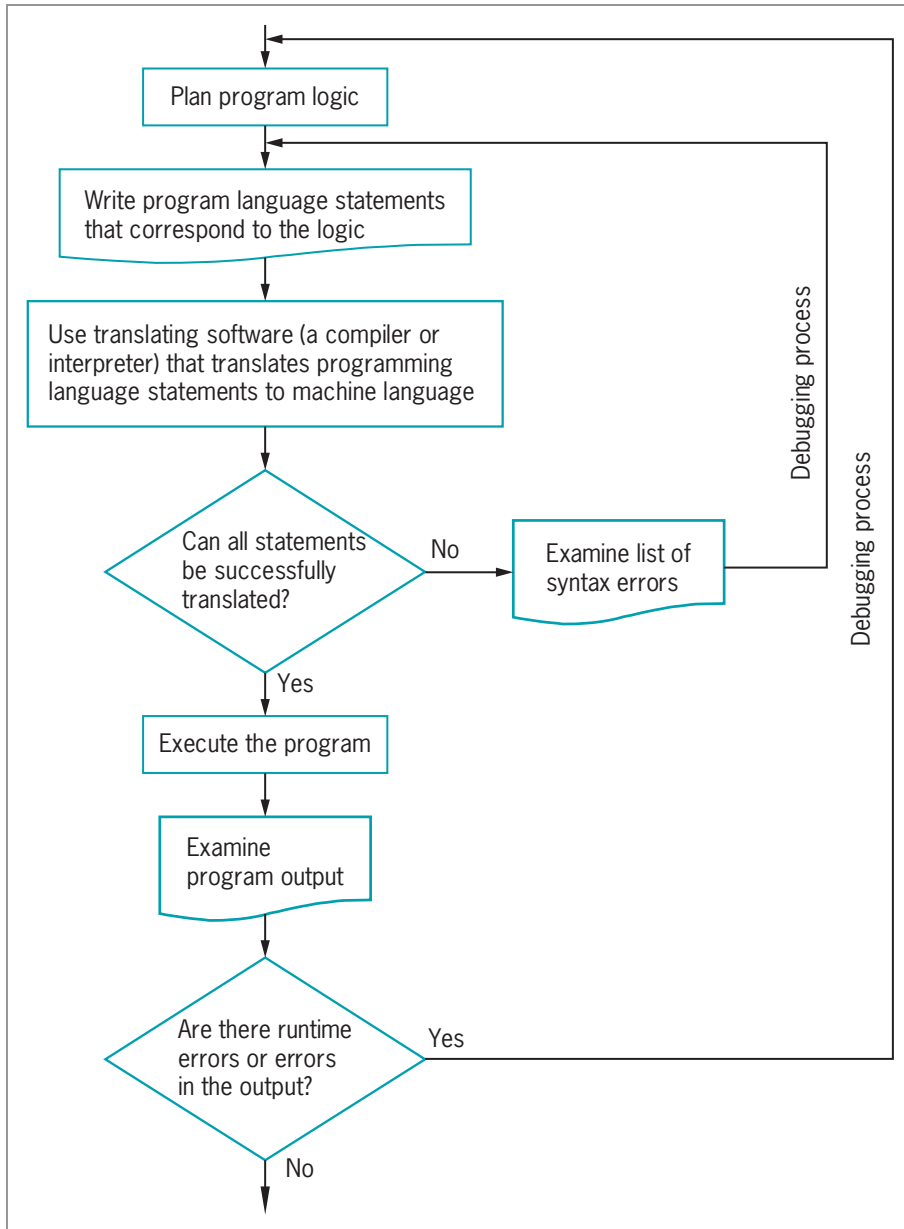 Plan program logic
Write program language statements
that correspond to the logic
Use translating software (a compiler or
interpreter) that translates programming
language statements to machine language
Debugging process
Debugging process
Can all statements
be successfully
translated?
No
Examine list of
syntax errors
Yes
Execute the program
Examine
program output
Are there runtime
errors or errors
in the output?
Yes
No